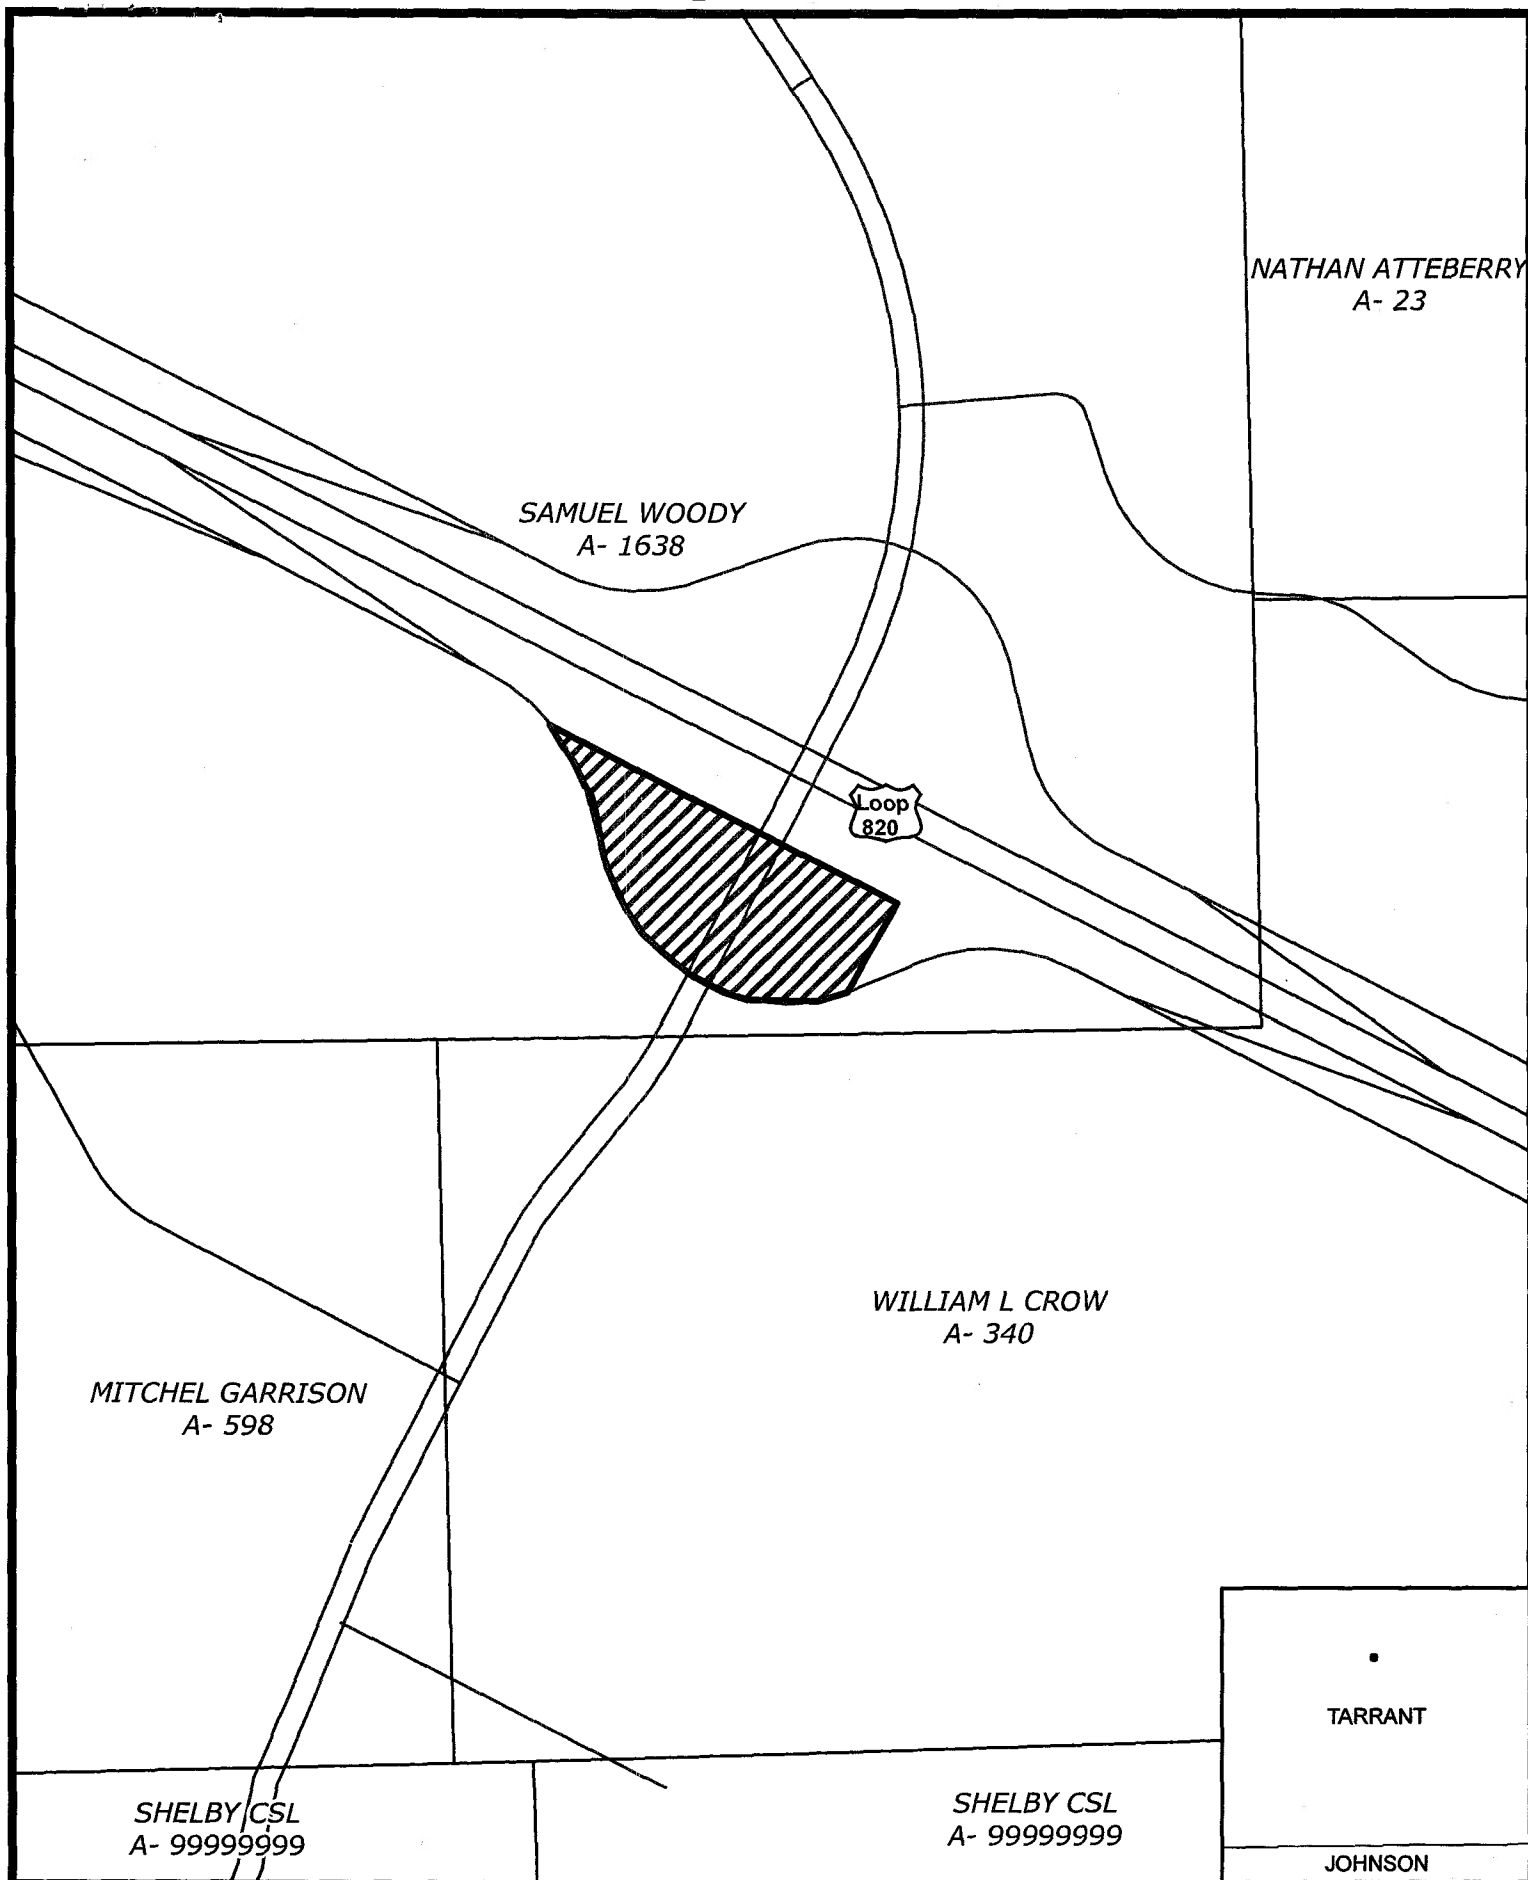 NATHAN ATTEBERRY
A- 23
SAMUEL WOODY
A- 1638
Loop
820
WILLIAM L CROW
A- 340
MITCHEL GARRISON
A- 598
TARRANT
SHELBY CSL
A- 99999999
SHELBY CSL
A- 99999999
JOHNSON